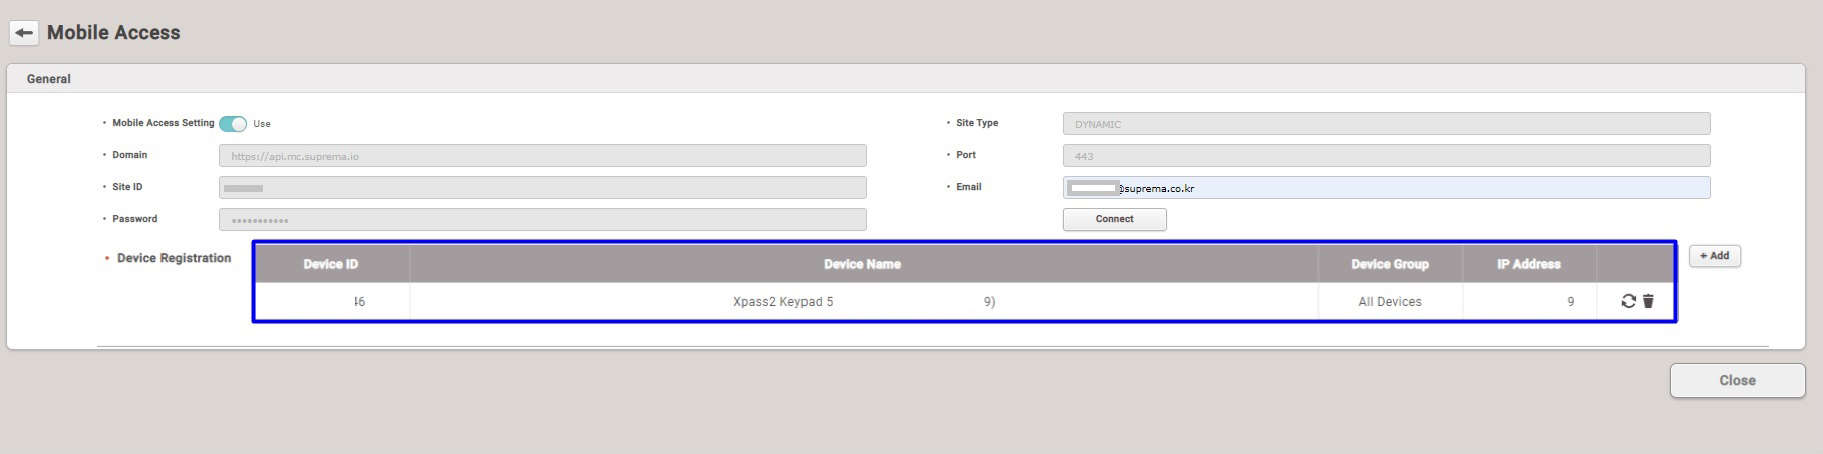 Mobile Access
General
• Mobile Access Setting Use
• Site Type DYNAMIC
• Domain https://api.mc.suprema.io
• Port 443
• Site ID
• Email @suprema.co.kr
• Password •••••••••••
Connect
• Device Registration
Device ID Device Name Device Group IP Address
+ Add
46 Xpass2 Keypad 5 9) All Devices 9
Close